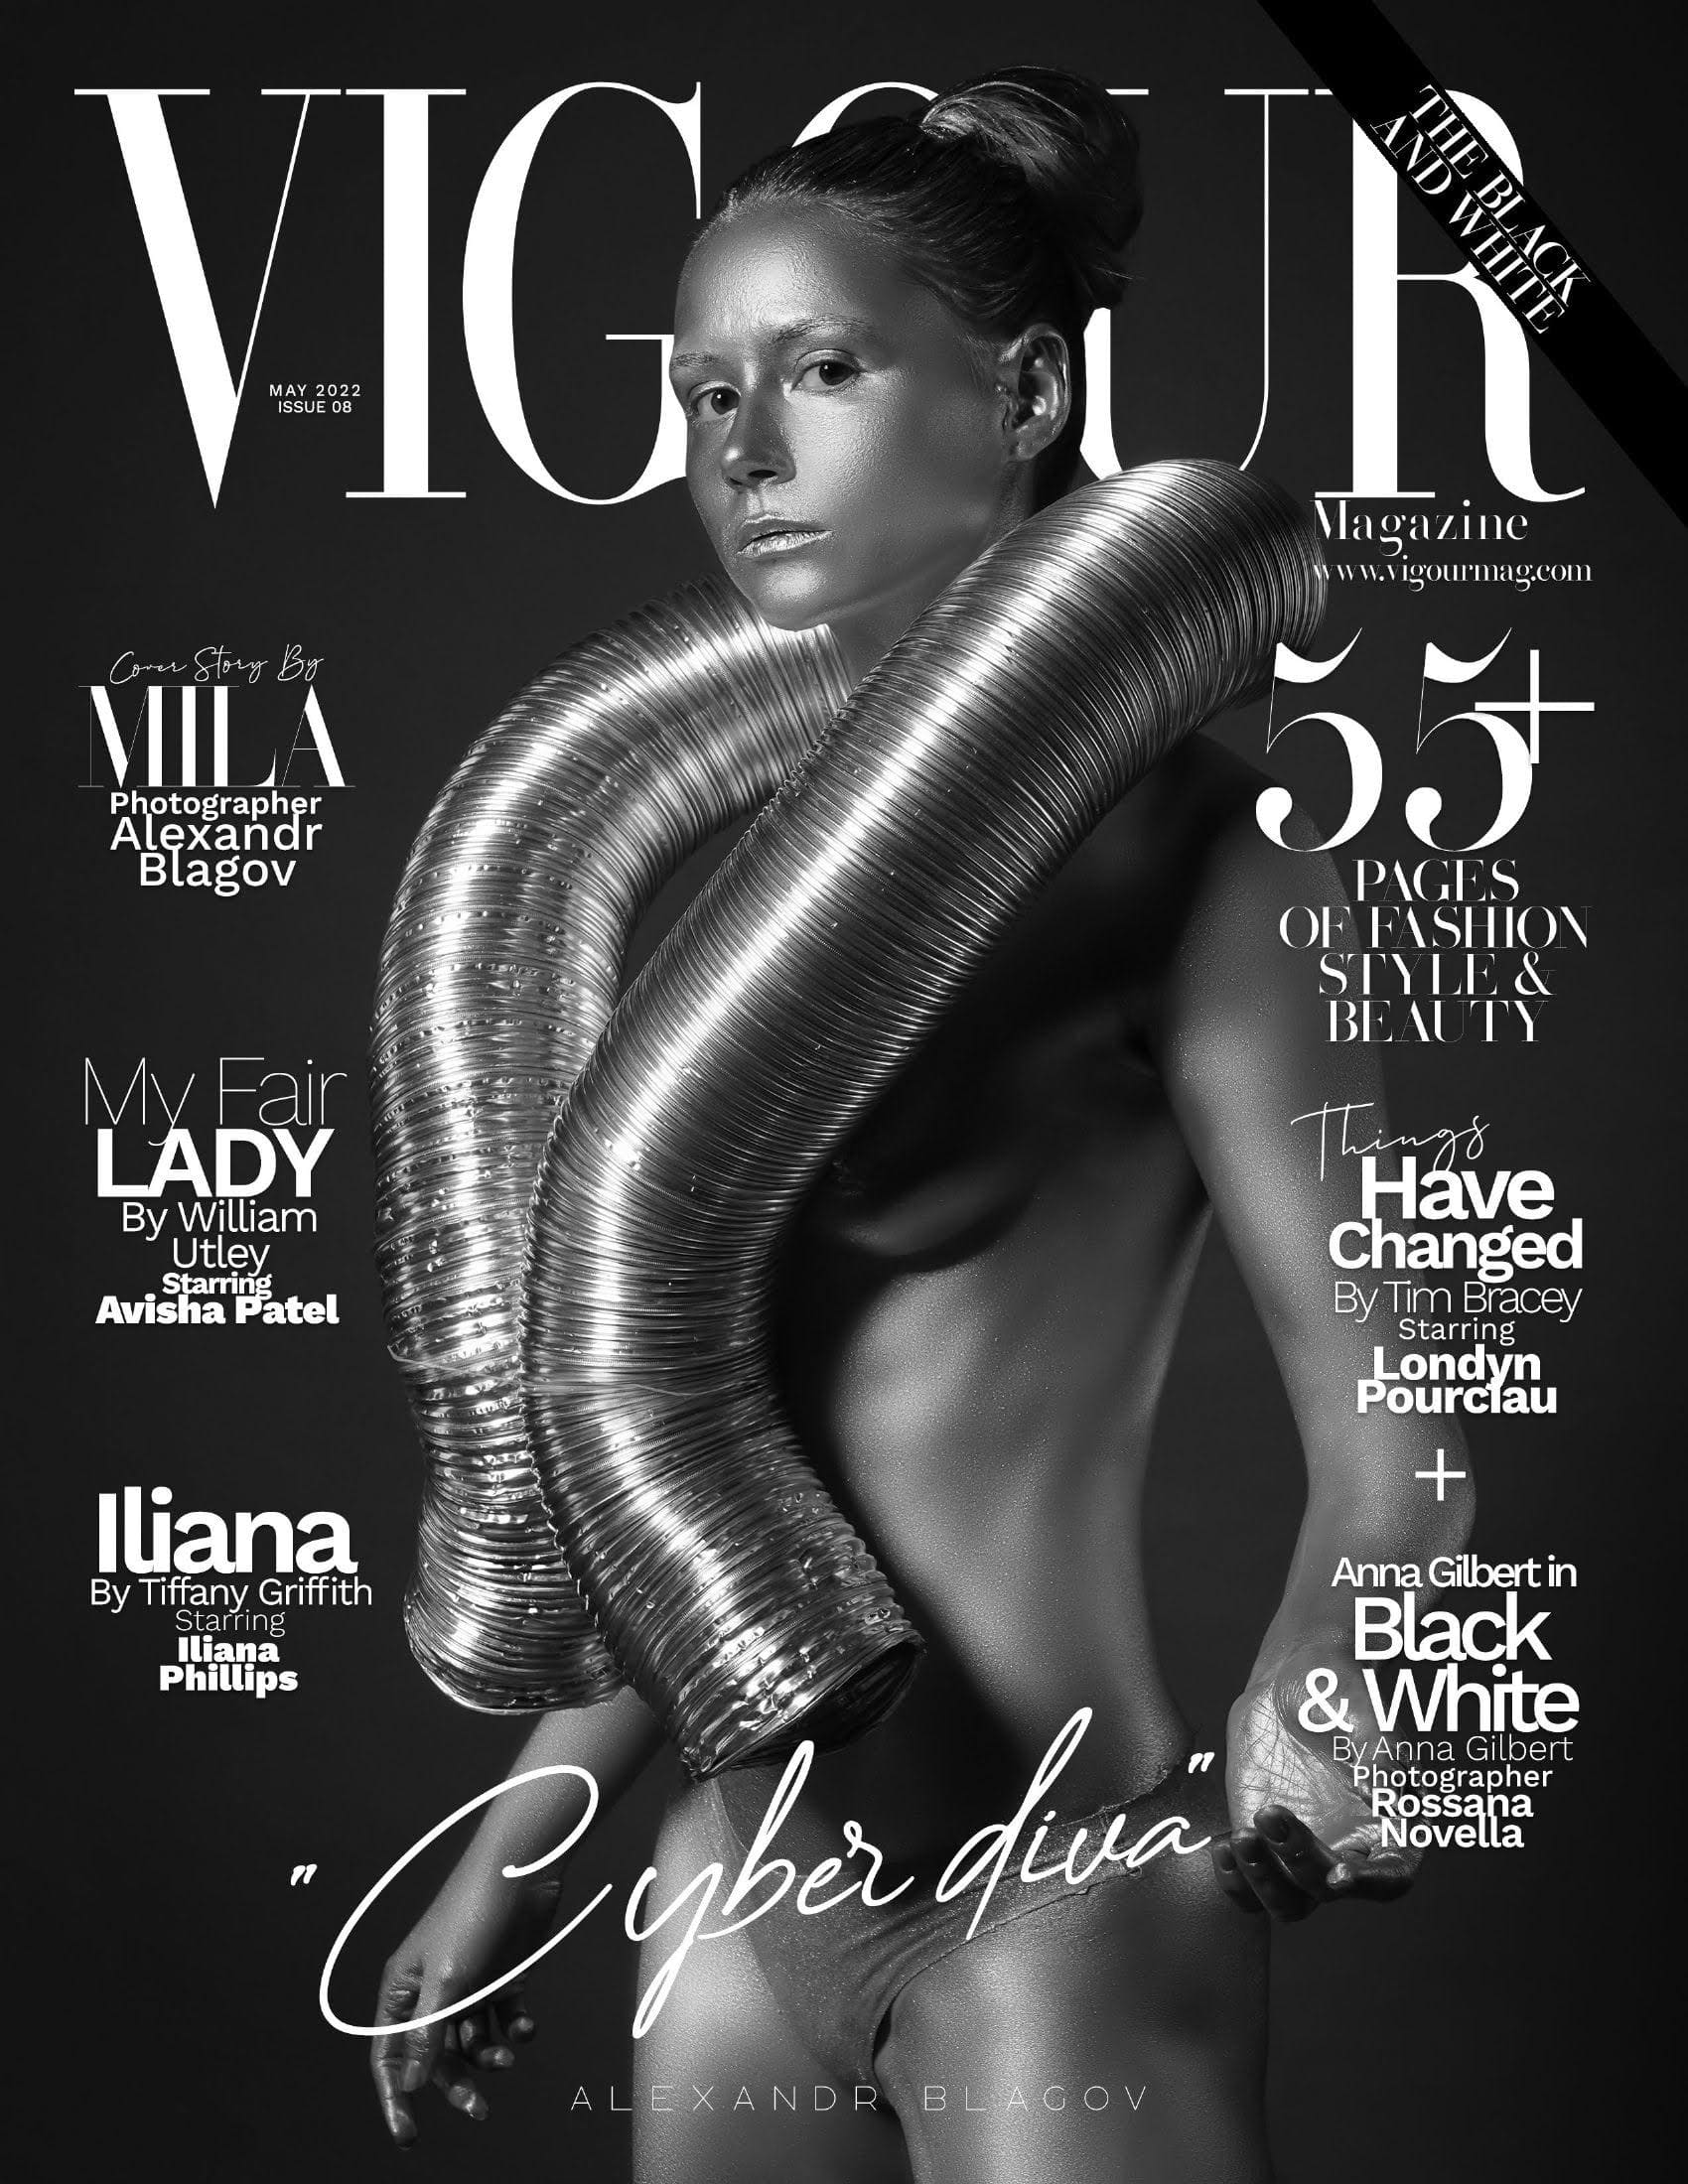 VIGOUR
THE BLACK
AND WHITE
MAY 2022
ISSUE 08
Magazine
www.vigourmag.com
Cover Story By
MILA
Photographer
Alexandr
Blagov
55+
PAGES
OF FASHION
STYLE &
BEAUTY
My Fair
LADY
By William
Utley
Starring
Avisha Patel
Things
Have
Changed
By Tim Bracey
Starring
Londyn
Pourciau
+
Iliana
By Tiffany Griffith
Starring
Iliana
Phillips
Anna Gilbert in
Black
& White
By Anna Gilbert
Photographer
Rossana
Novella
"Cyber diva"
ALEXANDR BLAGOV